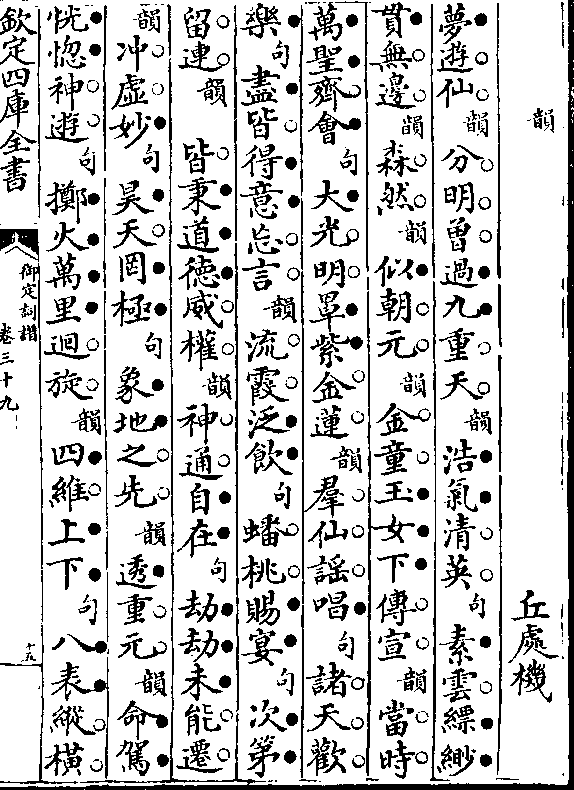 韻 丘處機
夢遊仙韻分明曾過九重天韻浩氣清英句素雲縹緲
貫無邊韻森然韻似朝元韻金童玉女下傳宣韻當時
萬聖齊會句大光明罩紫金蓮韻羣仙謡唱句諸天歡
樂句盡皆得意忘言韻流霞泛飲句蟠桃賜宴句次第
留連韻 皆秉道德威權韻神通自在句劫劫未能遷
韻冲虛妙句昊天罔極句象地之先韻透重元韻命駕
恍惚神遊句擲火萬里迴旋韻四維上下句八表縱橫
欽定四庫全書
御定詞譜
卷三十九
十五